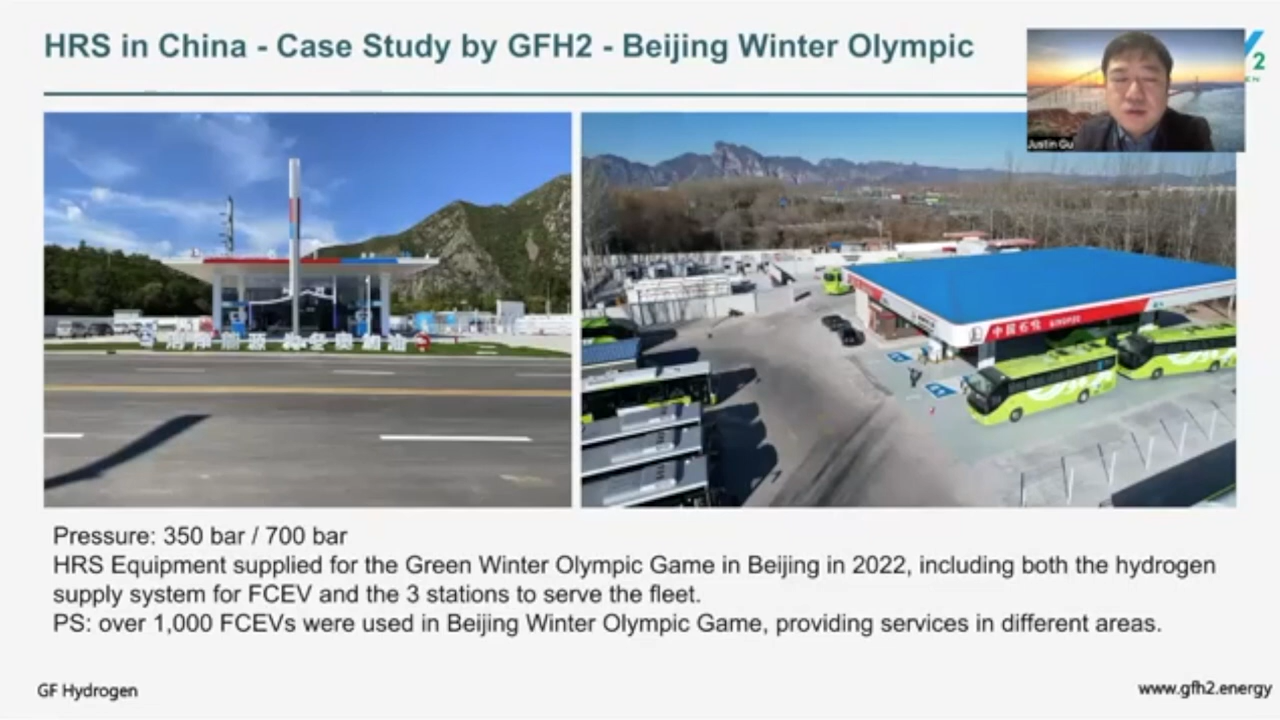 HRS in China - Case Study by GFH2 - Beijing Winter Olympic
Justin Gu
中国石化 SINOPEC
Pressure: 350 bar / 700 bar
HRS Equipment supplied for the Green Winter Olympic Game in Beijing in 2022, including both the hydrogen
supply system for FCEV and the 3 stations to serve the fleet.
PS: over 1,000 FCEVs were used in Beijing Winter Olympic Game, providing services in different areas.
GF Hydrogen
www.gfh2.energy